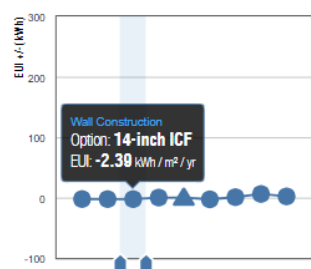 EUI +/- (kWh)
300
200
100
Wall Construction
Option: 14-inch ICF
EUI: -2.39 kWh / m² / yr
0
-100